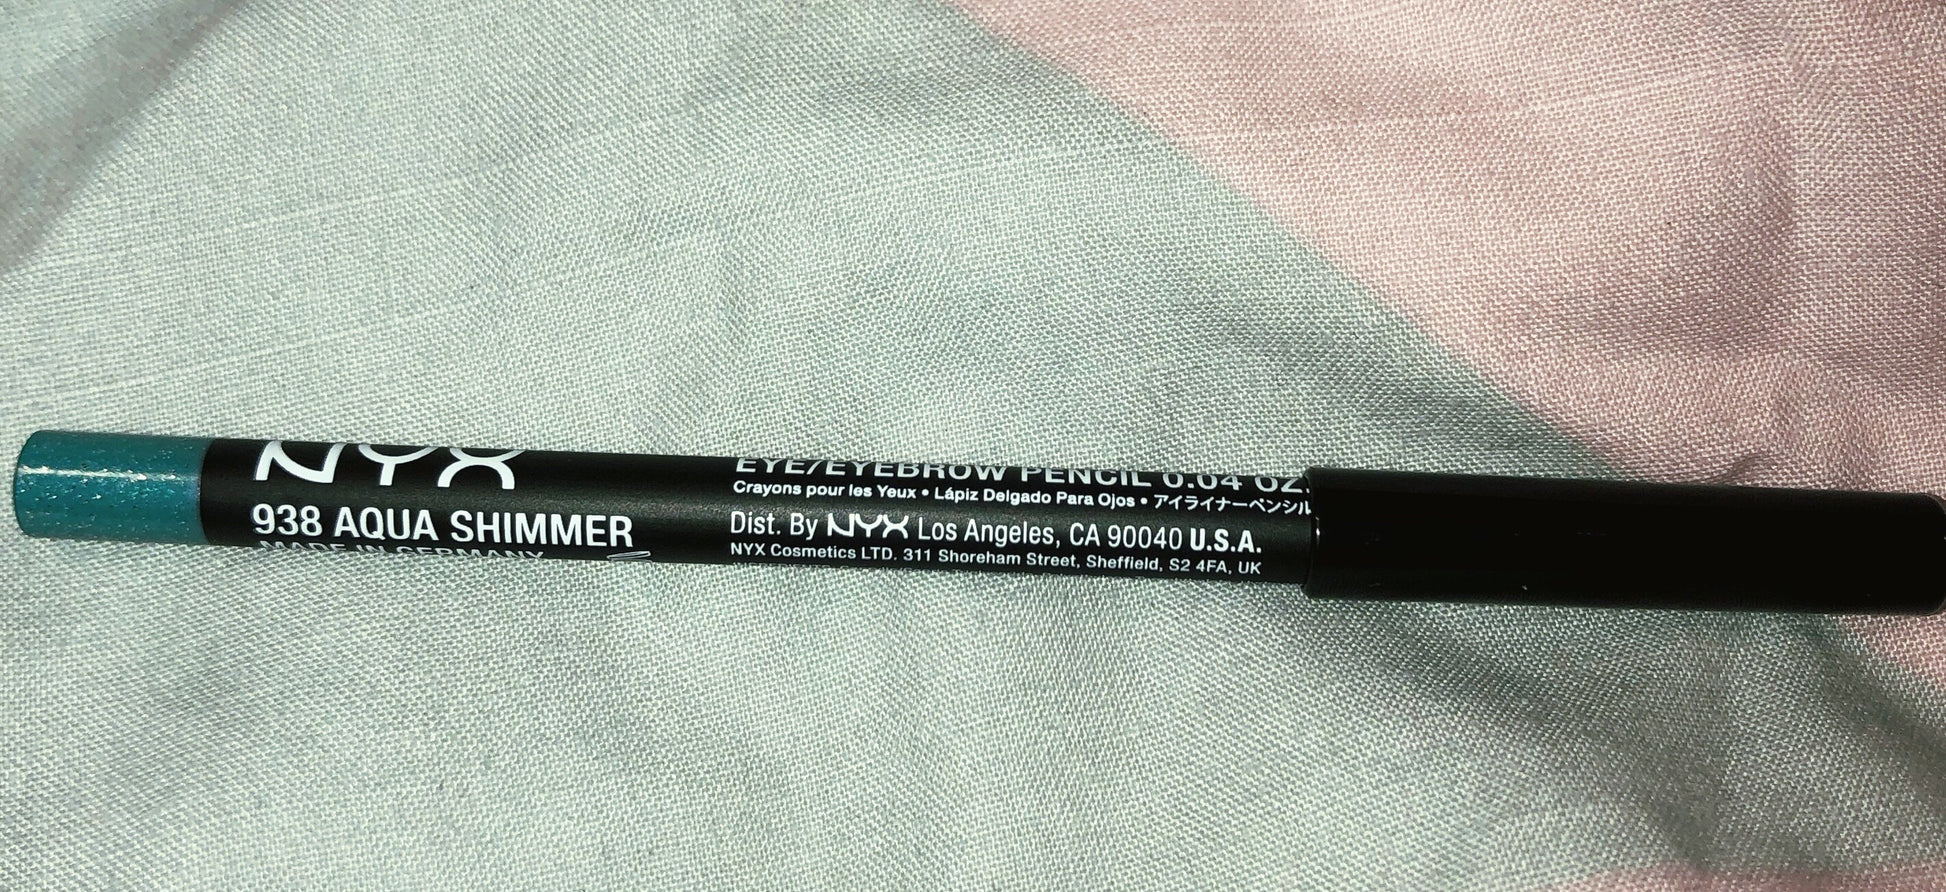 NYX
938 AQUA SHIMMER
MADE IN GERMANY
EYE/EYEBROW PENCIL 0.04 OZ.
Crayons pour les Yeux • Lápiz Delgado Para Ojos • アイライナーペンシル
Dist. By NYX Los Angeles, CA 90040 U.S.A.
NYX Cosmetics LTD. 311 Shoreham Street, Sheffield, S2 4FA, UK